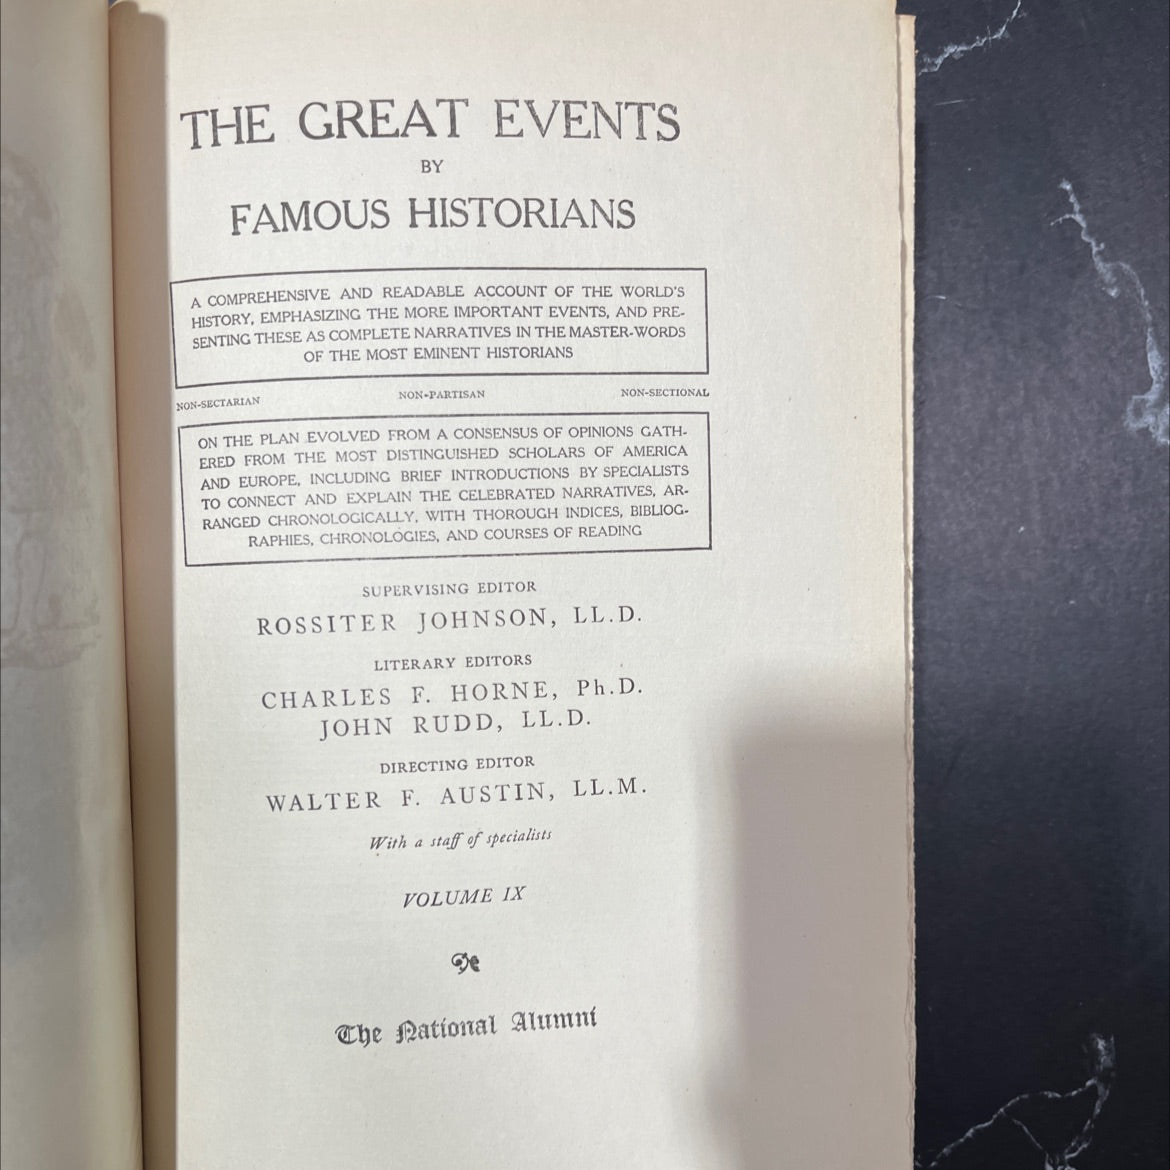 THE GREAT EVENTS
BY
FAMOUS HISTORIANS
A COMPREHENSIVE AND READABLE ACCOUNT OF THE WORLD'S
HISTORY, EMPHASIZING THE MORE IMPORTANT EVENTS, AND PRE-
SENTING THESE AS COMPLETE NARRATIVES IN THE MASTER-WORDS
OF THE MOST EMINENT HISTORIANS
NON-SECTARIAN NON-PARTISAN NON-SECTIONAL
ON THE PLAN EVOLVED FROM A CONSENSUS OF OPINIONS GATH-
ERED FROM THE MOST DISTINGUISHED SCHOLARS OF AMERICA
AND EUROPE, INCLUDING BRIEF INTRODUCTIONS BY SPECIALISTS
TO CONNECT AND EXPLAIN THE CELEBRATED NARRATIVES, AR-
RANGED CHRONOLOGICALLY, WITH THOROUGH INDICES, BIBLIOG-
RAPHIES, CHRONOLOGIES, AND COURSES OF READING
SUPERVISING EDITOR
ROSSITER JOHNSON, LL.D.
LITERARY EDITORS
CHARLES F. HORNE, Ph.D.
JOHN RUDD, LL.D.
DIRECTING EDITOR
WALTER F. AUSTIN, LL.M.
With a staff of specialists
VOLUME IX
The National Alumni